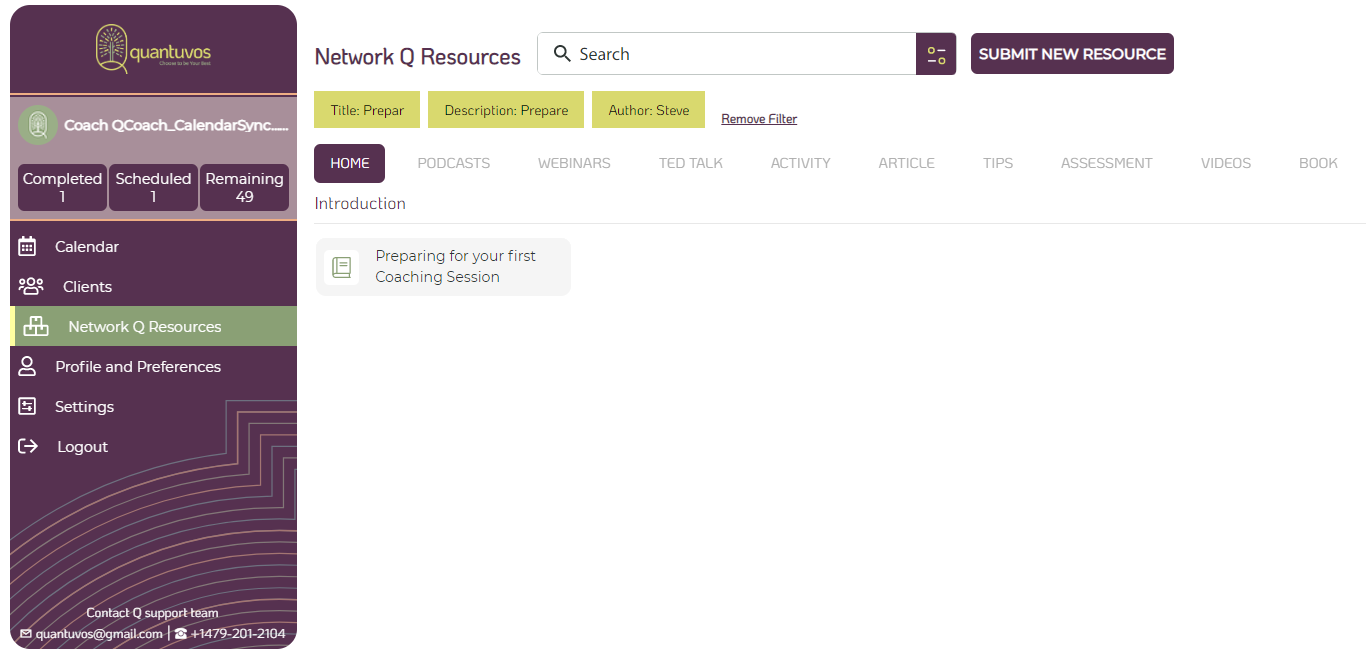 quantuvos
Choose to be Your Best
Coach QCoach_CalendarSync......
Completed
1
Scheduled
1
Remaining
49
Calendar
Clients
Network Q Resources
Profile and Preferences
Settings
Logout
Contact Q support team
quantuvos@gmail.com | +1479-201-2104
Network Q Resources
Search
SUBMIT NEW RESOURCE
Title: Prepar
Description: Prepare
Author: Steve
Remove Filter
HOME PODCASTS WEBINARS TED TALK ACTIVITY ARTICLE TIPS ASSESSMENT VIDEOS BOOK
Introduction
Preparing for your first
Coaching Session